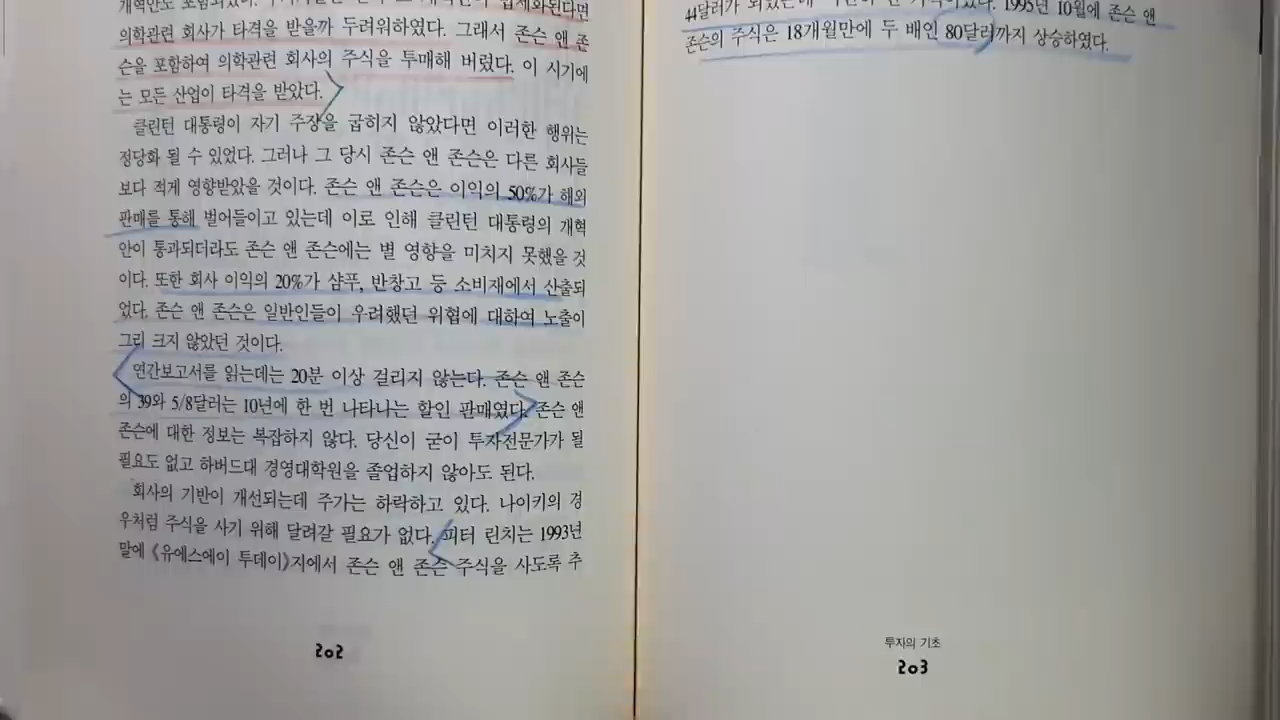 의학관련 회사가 타격을 받을까 두려워하였다. 그래서 존슨 앤 존
슨을 포함하여 의학관련 회사의 주식을 투매해 버렸다. 이 시기에
는 모든 산업이 타격을 받았다.
클린턴 대통령이 자기 주장을 굽히지 않았다면 이러한 행위는
정당화 될 수 있었다. 그러나 그 당시 존슨 앤 존슨은 다른 회사들
보다 적게 영향받았을 것이다. 존슨 앤 존슨은 이익의 50%가 해외
판매를 통해 벌어들이고 있는데 이로 인해 클린턴 대통령의 개혁
안이 통과되더라도 존슨 앤 존슨에는 별 영향을 미치지 못했을 것
이다. 또한 회사 이익의 20%가 샴푸, 반창고 등 소비재에서 산출되
었다. 존슨 앤 존슨은 일반인들이 우려했던 위협에 대하여 노출이
그리 크지 않았던 것이다.
연간보고서를 읽는데는 20분 이상 걸리지 않는다. 존슨 앤 존슨
의 39와 5/8달러는 10년에 한 번 나타나는 할인 판매였다. 존슨 앤
존슨에 대한 정보는 복잡하지 않다. 당신이 굳이 투자전문가가 될
필요도 없고 하버드대 경영대학원을 졸업하지 않아도 된다.
회사의 기반이 개선되는데 주가는 하락하고 있다. 나이키의 경
우처럼 주식을 사기 위해 달려갈 필요가 없다. 피터 린치는 1993년
말에 《유에스에이 투데이》지에서 존슨 앤 존슨 주식을 사도록 추
202
44달러가 1995년 10월에 존슨 앤
존슨의 주식은 18개월만에 두 배인 80달러까지 상승하였다.
투자의 기초
203